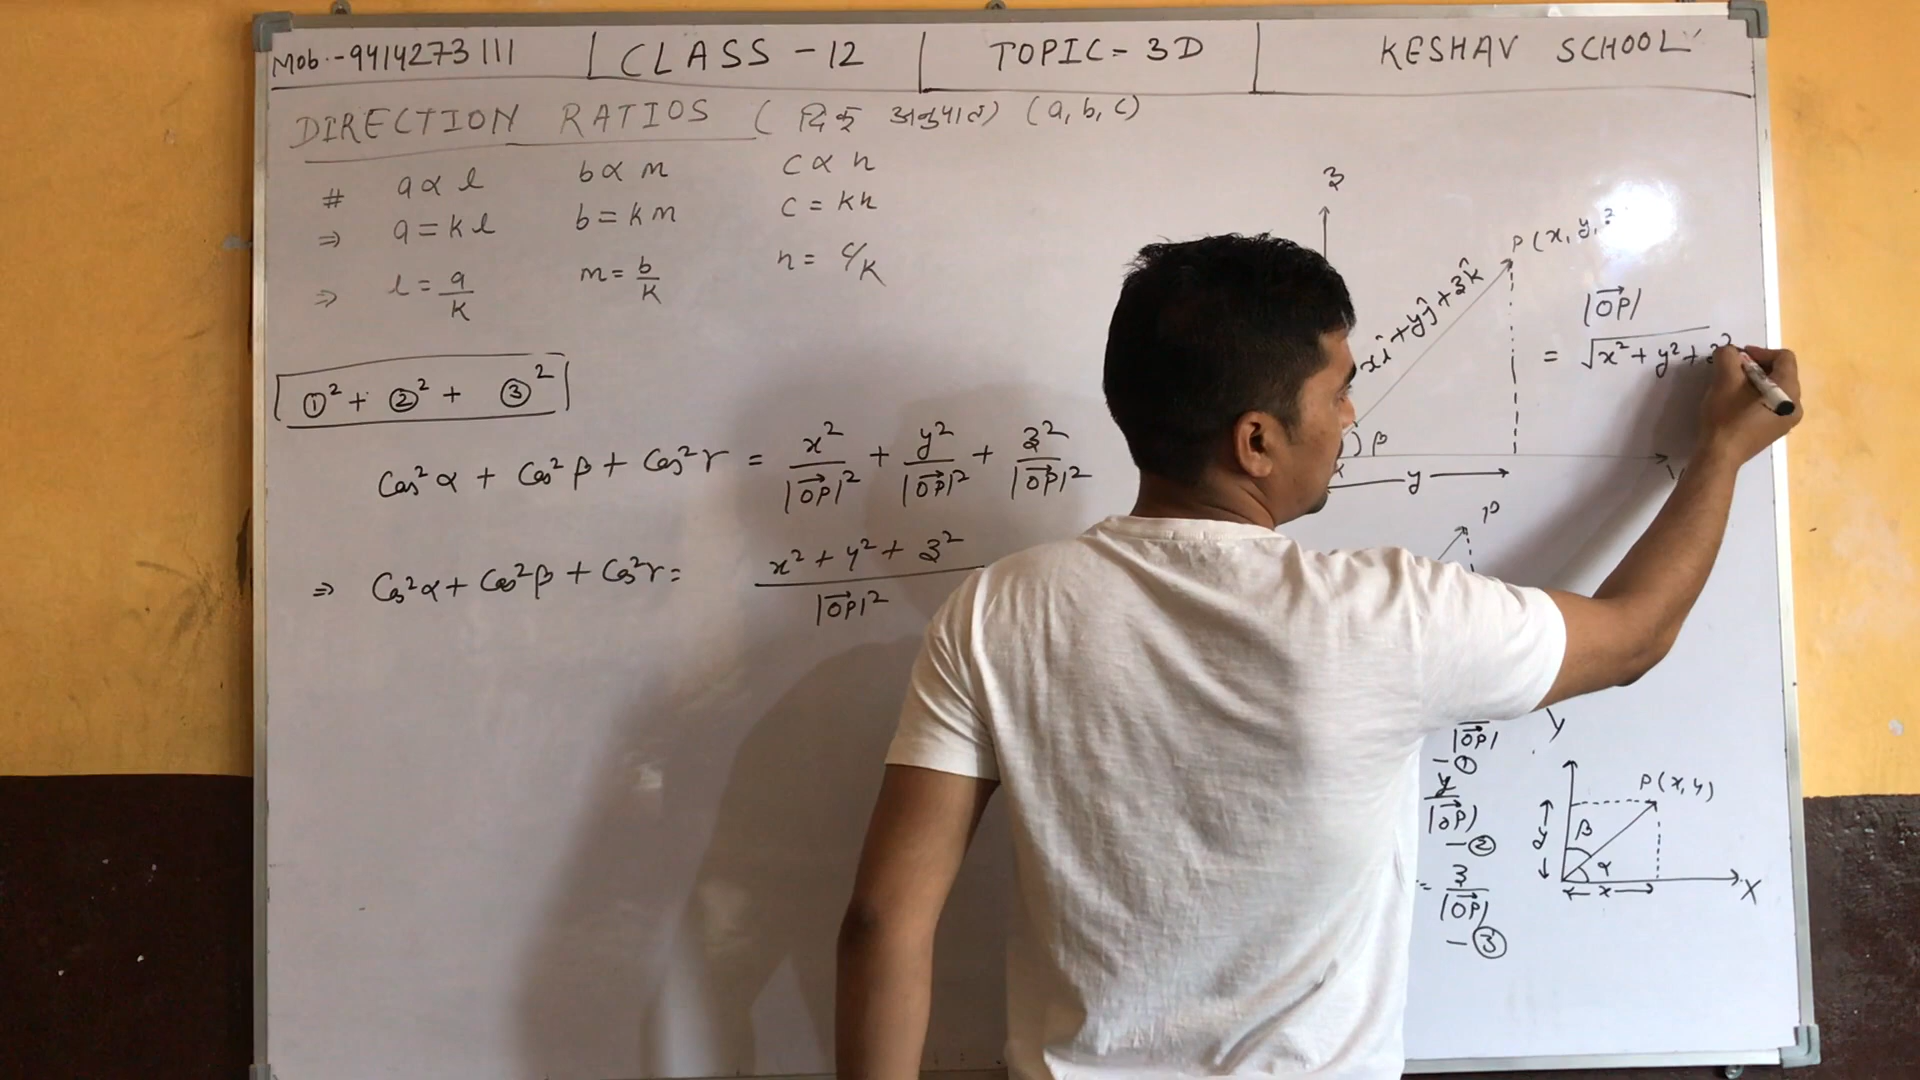 Mob.-9414273111 CLASS-12 TOPIC=3D KESHAV SCHOOL
DIRECTION RATIOS (दिक् अनुपात) (a, b, c)
# a∝l b∝m c∝n
⇒ a=kl b=km c=kn
⇒ l=a/k m=b/k n=c/k
①²+②²+③²
Cos²α + Cos²β + Cos²γ = x²/|OP→|² + y²/|OP→|² + z²/|OP→|²
⇒ Cos²α + Cos²β + Cos²γ = x²+y²+z²/|OP→|²
z
P(x, y,
xî+yĵ+zk̂
|OP→|
= √x²+y²+z²
β
y
P
y
|OP→|
-①
y/|OP→|
-②
= z/|OP→|
-③
P(x, y)
y
β
α
x
X